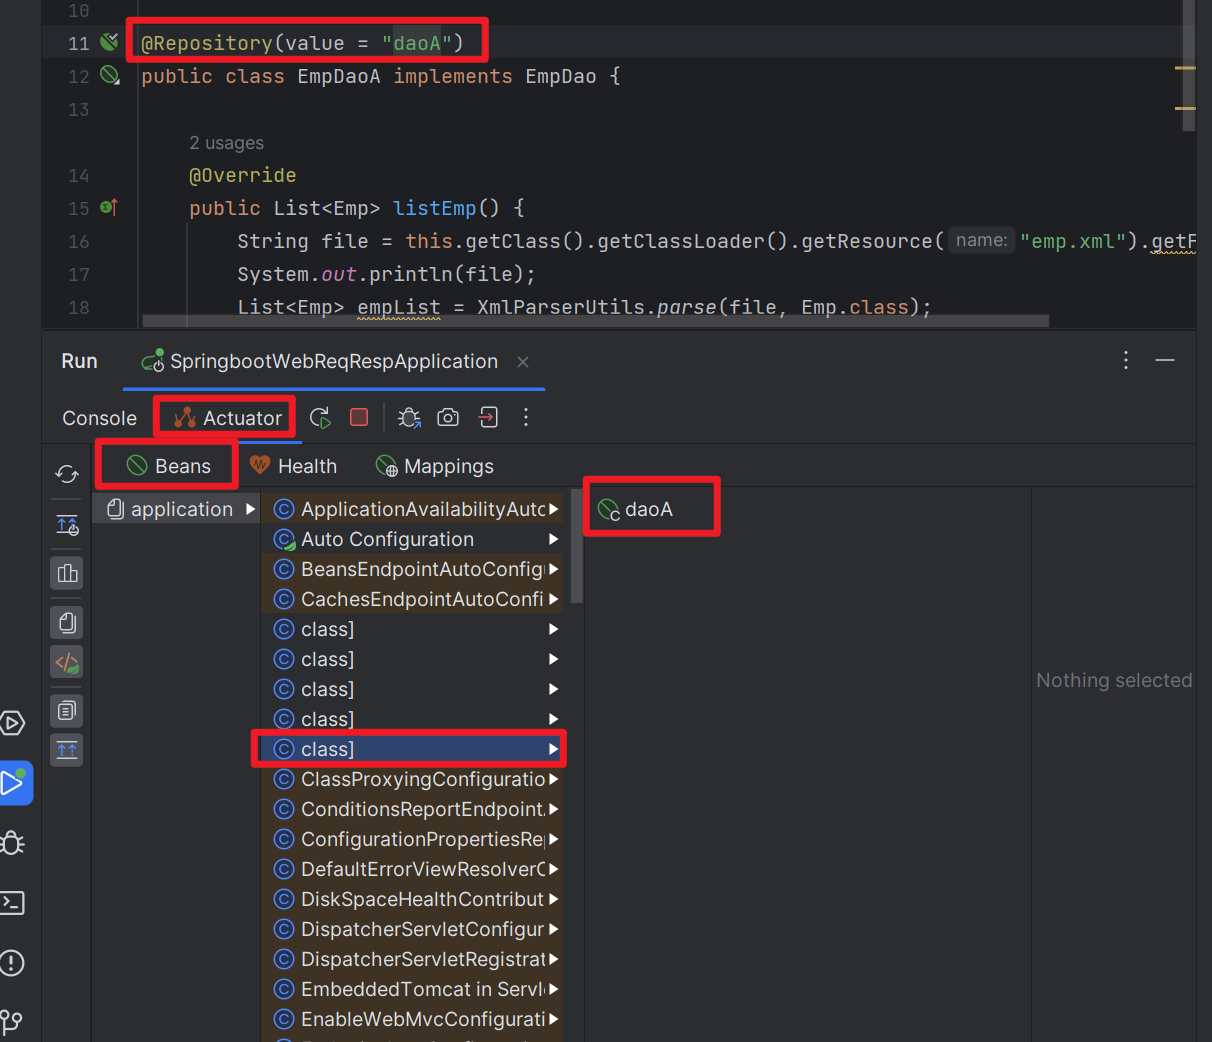 10
11 @Repository(value = "daoA")
12 public class EmpDaoA implements EmpDao {
13
2 usages
14 @Override
15 public List<Emp> listEmp() {
16 String file = this.getClass().getClassLoader().getResource( name: "emp.xml").getF
17 System.out.println(file);
18 List<Emp> empList = XmlParserUtils.parse(file, Emp.class);
Run SpringbootWebReqRespApplication
Console Actuator
Beans Health Mappings
application
ApplicationAvailabilityAuto
Auto Configuration
BeansEndpointAutoConfig
CachesEndpointAutoConfi
class]
class]
class]
class]
class]
ClassProxyingConfiguratio
ConditionsReportEndpoint
ConfigurationPropertiesRe
DefaultErrorViewResolverC
DiskSpaceHealthContribut
DispatcherServletConfigur
DispatcherServletRegistrat
EmbeddedTomcat in Servl
EnableWebMvcConfigurati
daoA
Nothing selected